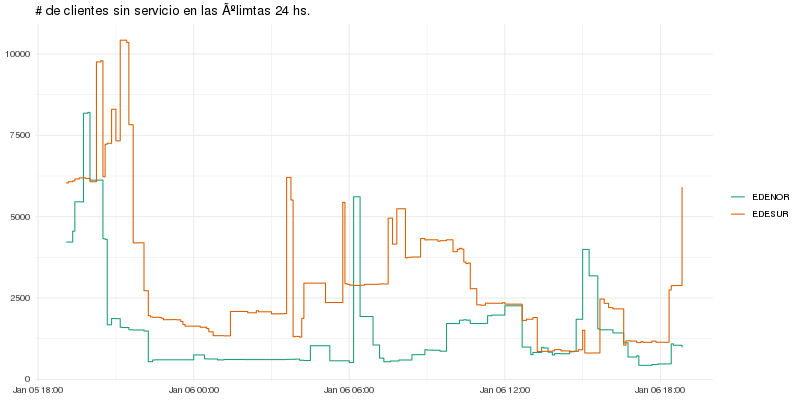 # de clientes sin servicio en las Ãºlimtas 24 hs.
10000
7500
5000
2500
0
Jan 05 18:00
Jan 06 00:00
Jan 06 06:00
Jan 06 12:00
Jan 06 18:00
EDENOR
EDESUR